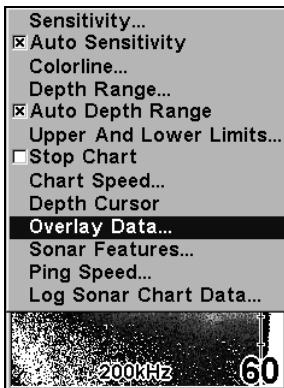 Sensitivity...
Auto Sensitivity
Colorline...
Depth Range...
Auto Depth Range
Upper And Lower Limits...
Stop Chart
Chart Speed...
Depth Cursor
Overlay Data...
Sonar Features...
Ping Speed...
Log Sonar Chart Data...
200kHz 60